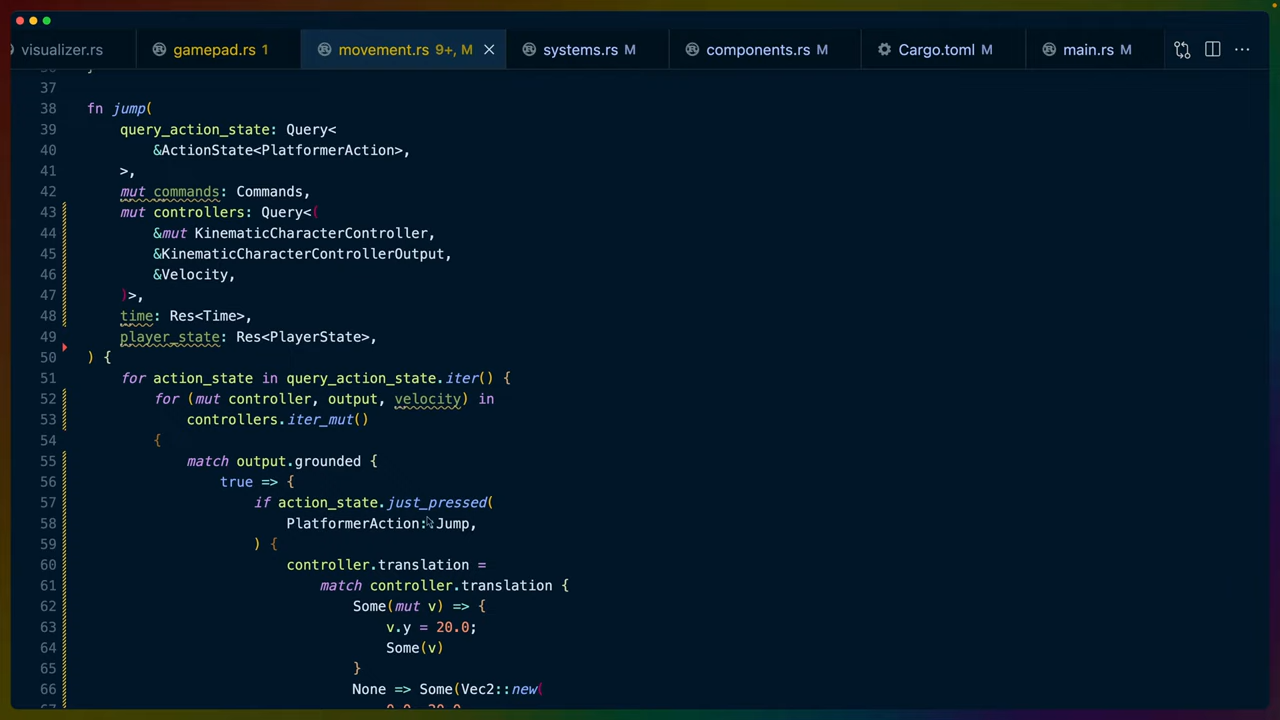 visualizer.rs gamepad.rs 1 movement.rs 9+, M systems.rs M components.rs M Cargo.toml M main.rs M
37
38 fn jump(
39 query_action_state: Query<
40 &ActionState<PlatformerAction>,
41 >,
42 mut commands: Commands,
43 mut controllers: Query<(
44 &mut KinematicCharacterController,
45 &KinematicCharacterControllerOutput,
46 &Velocity,
47 )>,
48 time: Res<Time>,
49 player_state: Res<PlayerState>,
50 ) {
51 for action_state in query_action_state.iter() {
52 for (mut controller, output, velocity) in
53 controllers.iter_mut()
54 {
55 match output.grounded {
56 true => {
57 if action_state.just_pressed(
58 PlatformerAction::Jump,
59 ) {
60 controller.translation =
61 match controller.translation {
62 Some(mut v) => {
63 v.y = 20.0;
64 Some(v)
65 }
66 None => Some(Vec2::new(